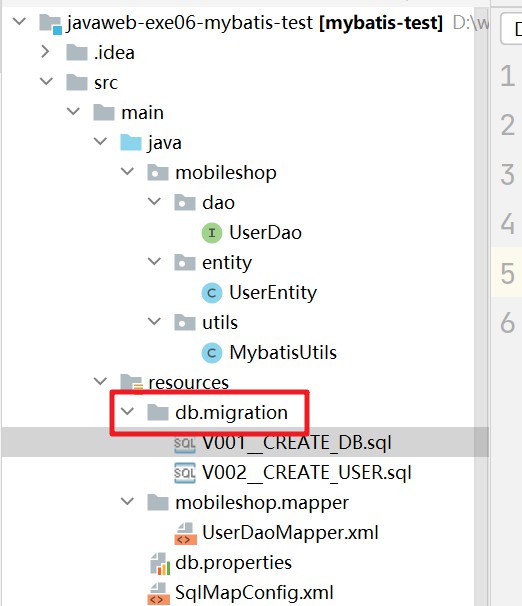 javaweb-exe06-mybatis-test [mybatis-test] D:\w
.idea
src
main
java
mobileshop
dao
UserDao
entity
UserEntity
utils
MybatisUtils
resources
db.migration
V001__CREATE_DB.sql
V002__CREATE_USER.sql
mobileshop.mapper
UserDaoMapper.xml
db.properties
SqlMapConfig.xml
1
2
3
4
5
6